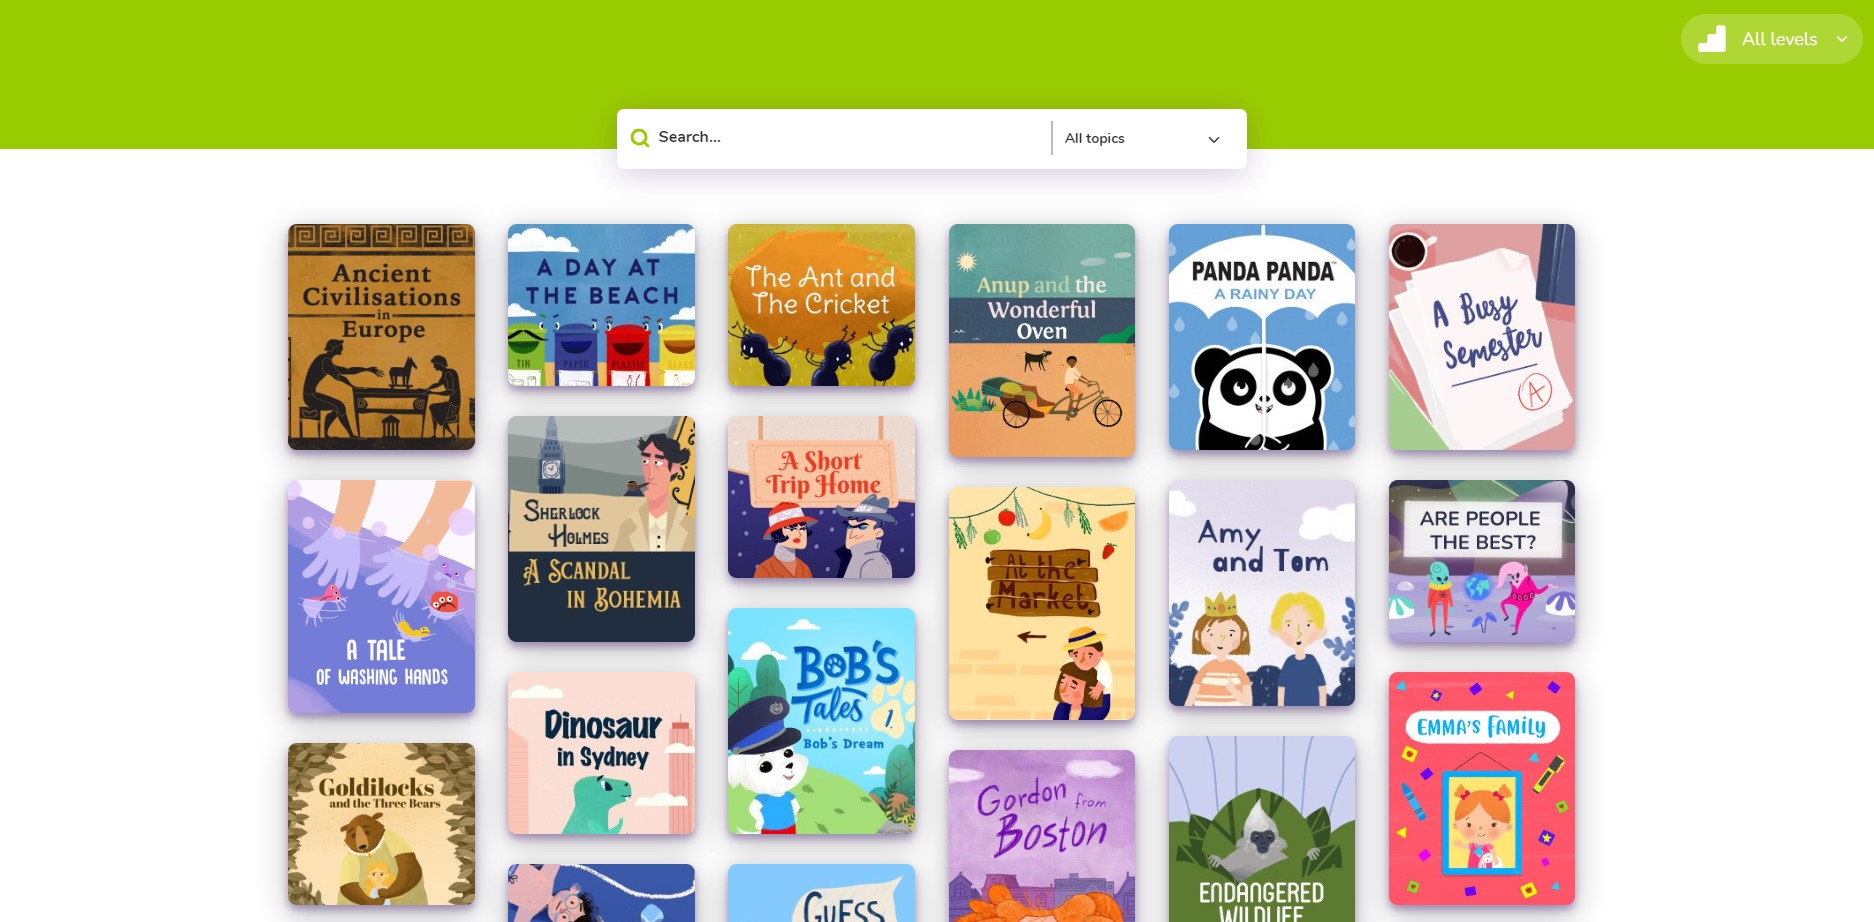 All levels
Search...
All topics
Ancient
Civilisations
in
Europe
A DAY AT
THE BEACH
TIN
PAPER
PLASTIC
GLASS
The Ant and
The Cricket
Anup and the
Wonderful
Oven
PANDA PANDA™
A RAINY DAY
A Busy
Semester
A
A TALE
OF WASHING HANDS
SHERLOCK
HOLMES
A SCANDAL
IN BOHEMIA
A Short
Trip Home
At the
Market
Amy
and Tom
ARE PEOPLE
THE BEST?
Goldilocks
and the Three Bears
Dinosaur
in Sydney
BOB'S
Tales
1
Bob's Dream
Gordon from
Boston
ENDANGERED
WILDLIFE
EMMA'S FAMILY
GUESS